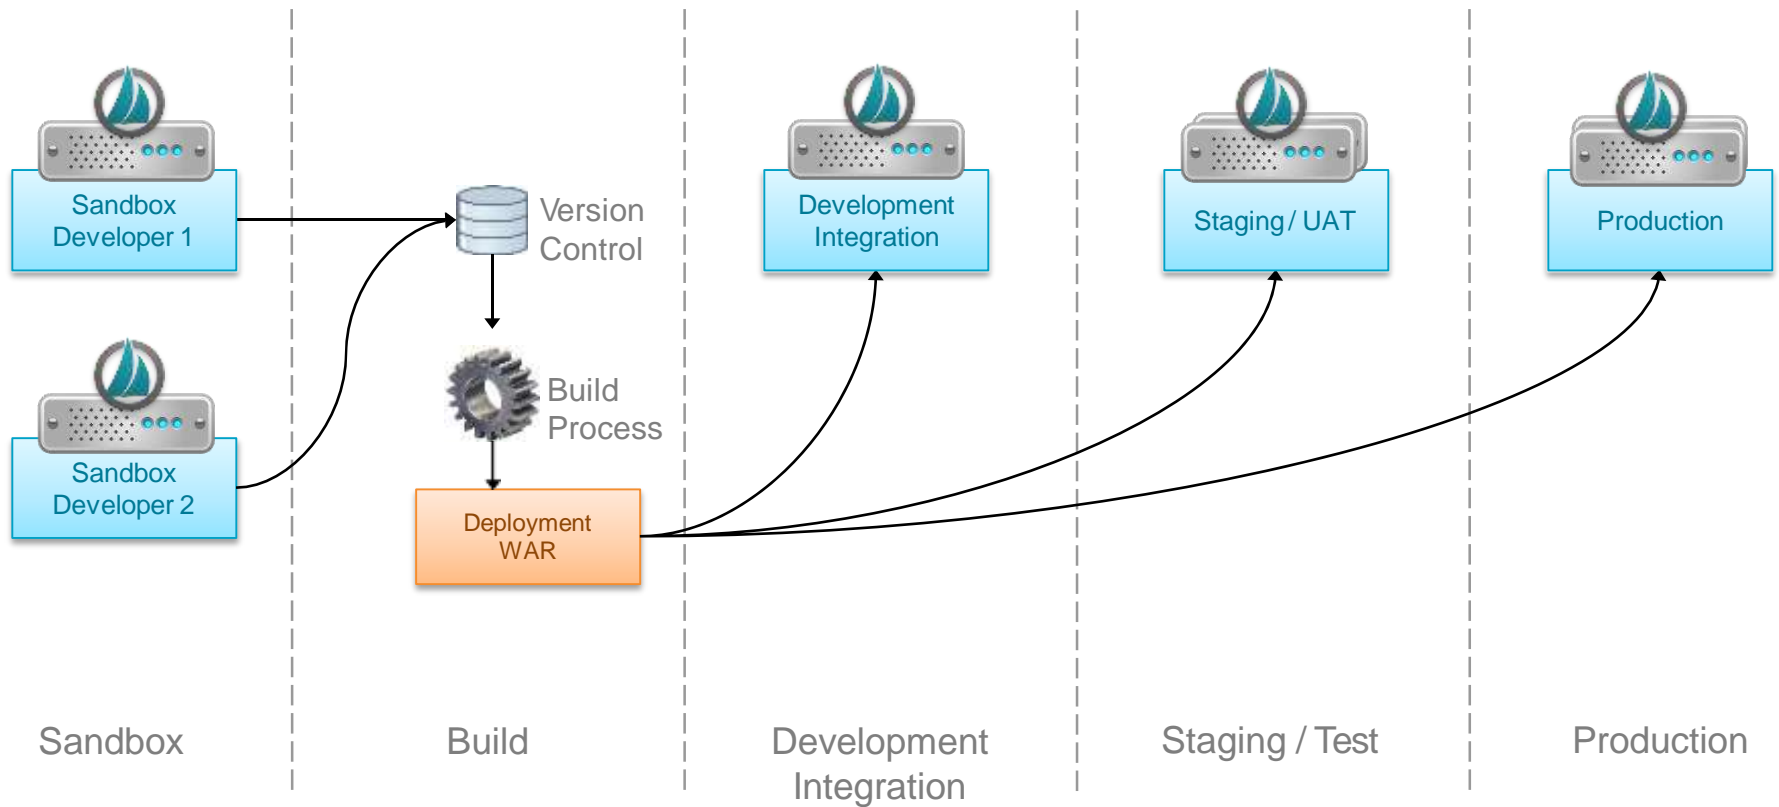 Sandbox
Developer 1
Version
Control
Development
Integration
Staging / UAT
Production
Sandbox
Developer 2
Build
Process
Deployment
WAR
Sandbox
Build
Development
Integration
Staging / Test
Production